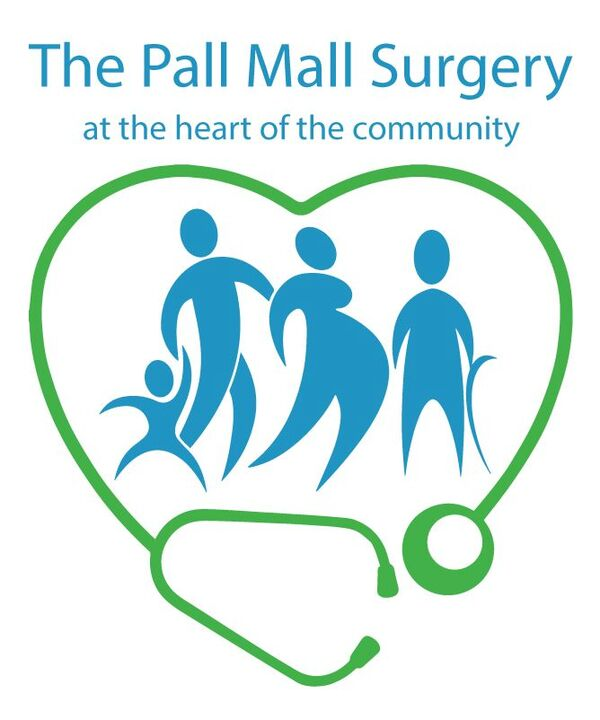 The Pall Mall Surgery
at the heart of the community